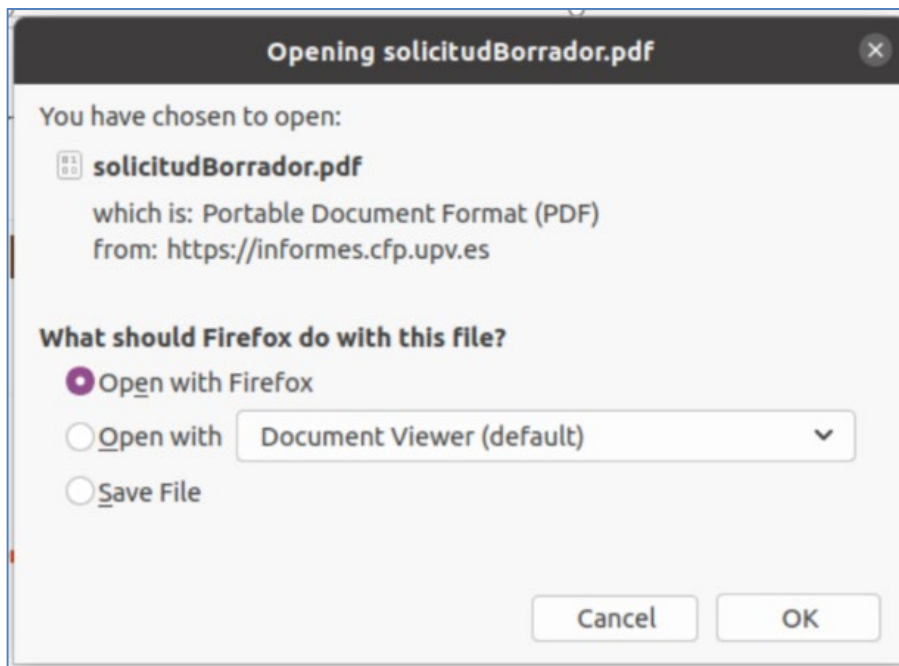 Opening solicitudBorrador.pdf
You have chosen to open:
solicitudBorrador.pdf
which is: Portable Document Format (PDF)
from: https://informes.cfp.upv.es
What should Firefox do with this file?
Open with Firefox
Open with Document Viewer (default)
Save File
Cancel OK